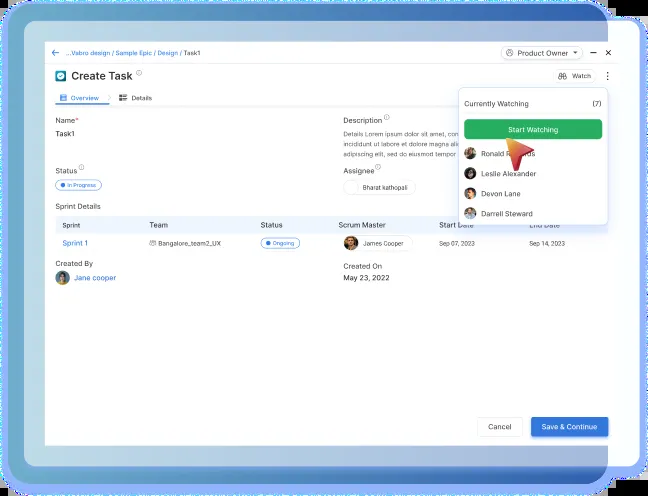 ...Vabro design / Sample Epic / Design / Task1
Product Owner
Create Task
Watch
Overview
Details
Currently Watching (7)
Start Watching
Ronald
Leslie Alexander
Devon Lane
Darrell Steward
Name*
Task1
Description
Details Lorem ipsum dolor sit amet, con
incididunt ut labore et dolore magna ali
adipiscing elit, sed do eiusmod tempor
Status
In Progress
Assignee
Bharat kathopali
Sprint Details
Sprint Team Status Scrum Master Start Date End Date
Sprint 1 Bangalore_team2_UX Ongoing James Cooper Sep 07, 2023 Sep 14, 2023
Created By
Jane cooper
Created On
May 23, 2022
Cancel
Save & Continue